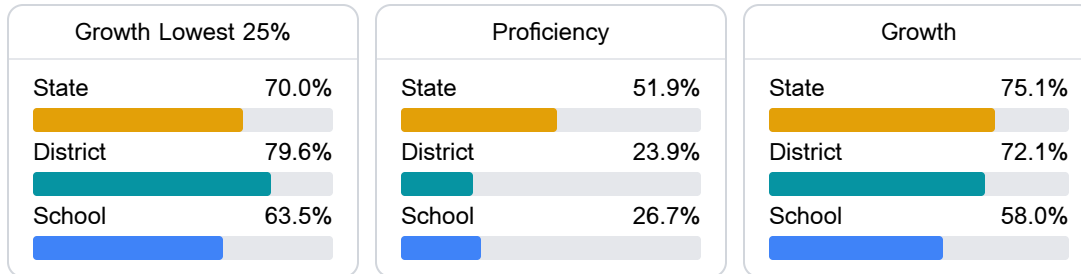 Growth Lowest 25%
State 70.0%
District 79.6%
School 63.5%
Proficiency
State 51.9%
District 23.9%
School 26.7%
Growth
State 75.1%
District 72.1%
School 58.0%